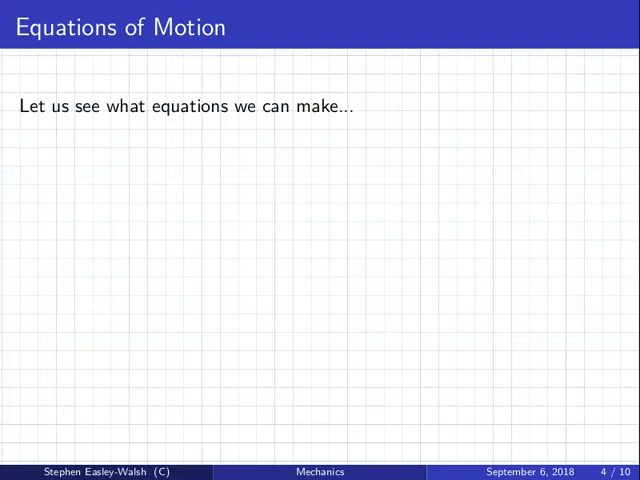 Equations of Motion
Let us see what equations we can make...
Stephen Easley-Walsh (C) Mechanics September 6, 2018 4 / 10